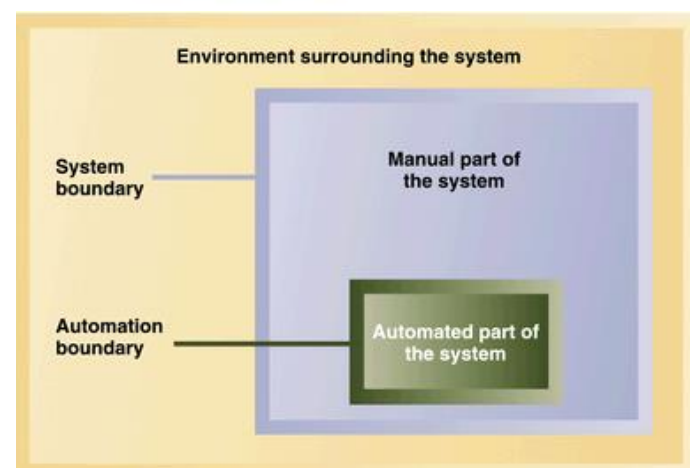 Environment surrounding the system
System
boundary
Manual part of
the system
Automation
boundary
Automated part of
the system